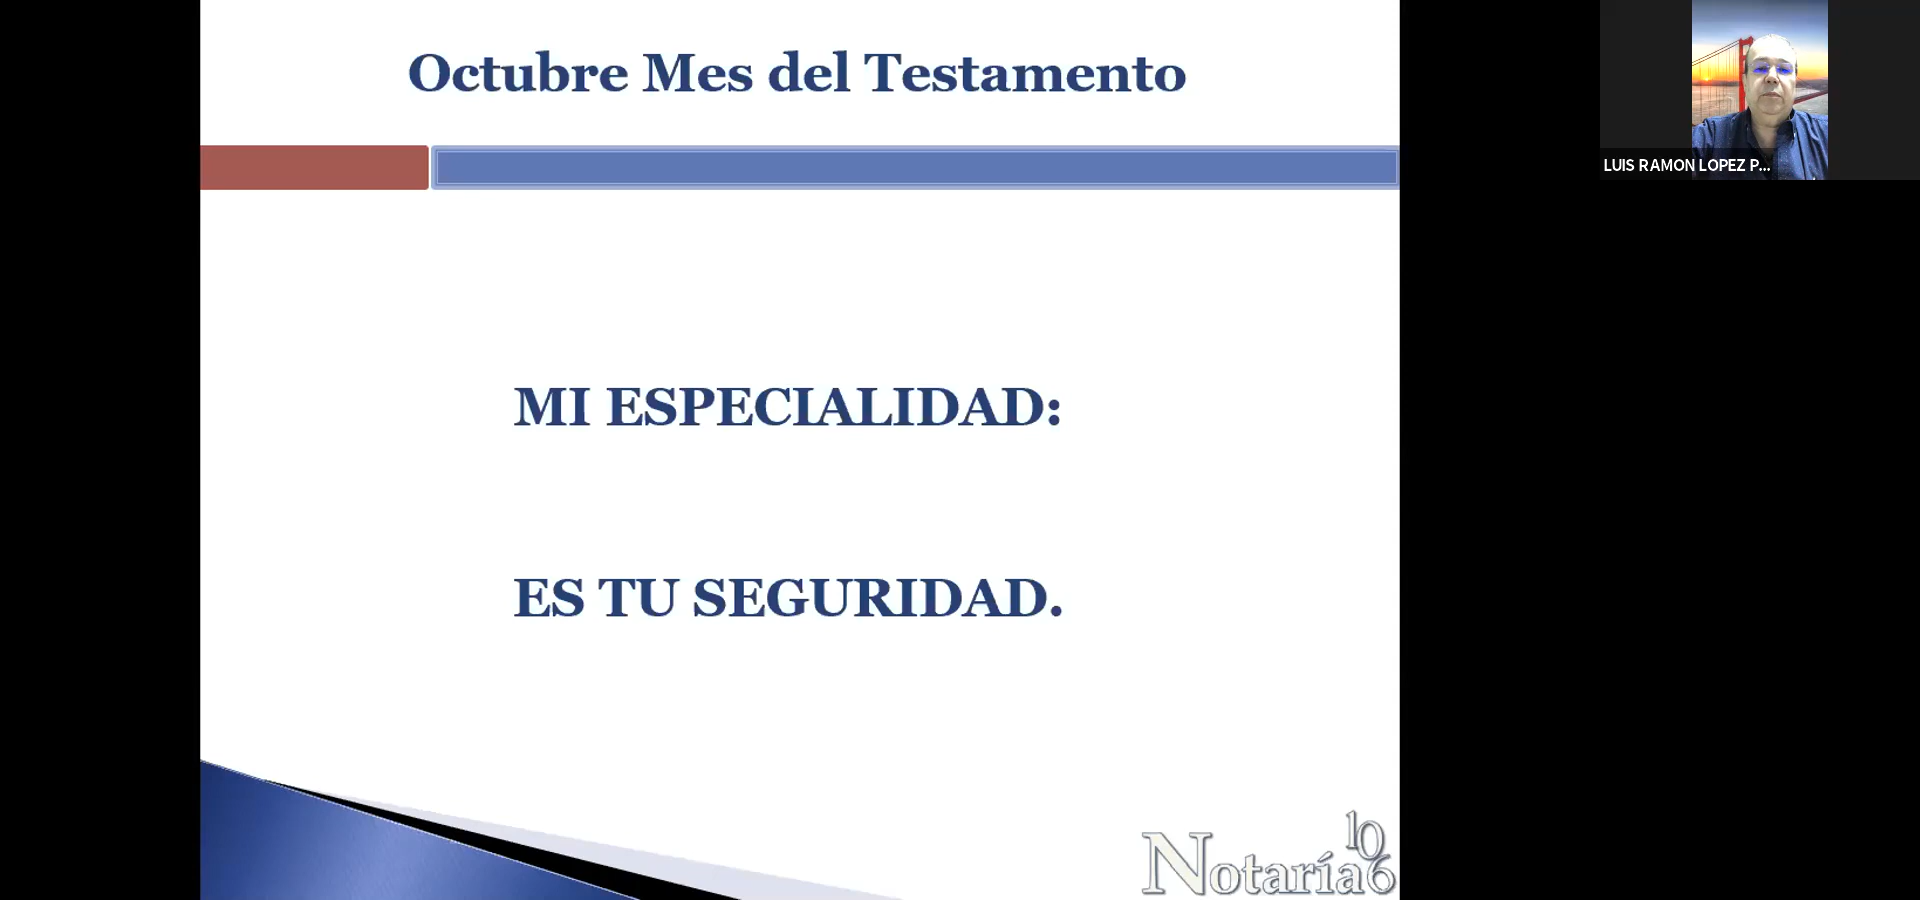 Octubre Mes del Testamento
LUIS RAMON LOPEZ P...
MI ESPECIALIDAD:
ES TU SEGURIDAD.
Notaría 106